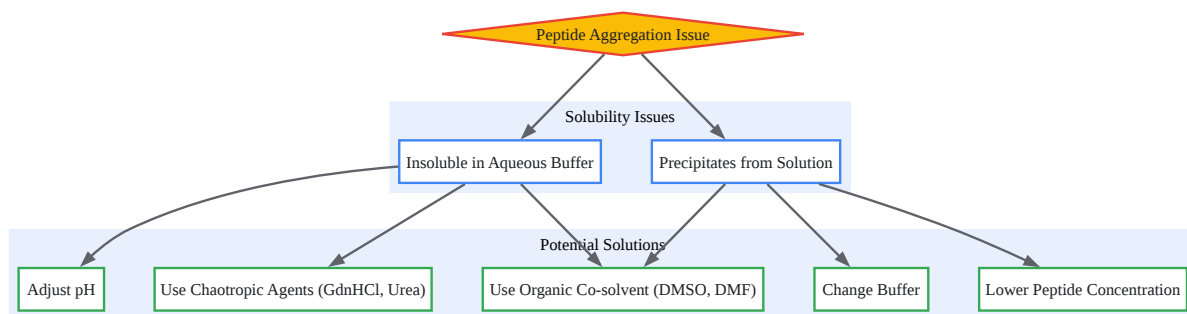 Peptide Aggregation Issue
Solubility Issues
Insoluble in Aqueous Buffer
Precipitates from Solution
Potential Solutions
Adjust pH
Use Chaotropic Agents (GdnHCl, Urea)
Use Organic Co-solvent (DMSO, DMF)
Change Buffer
Lower Peptide Concentration